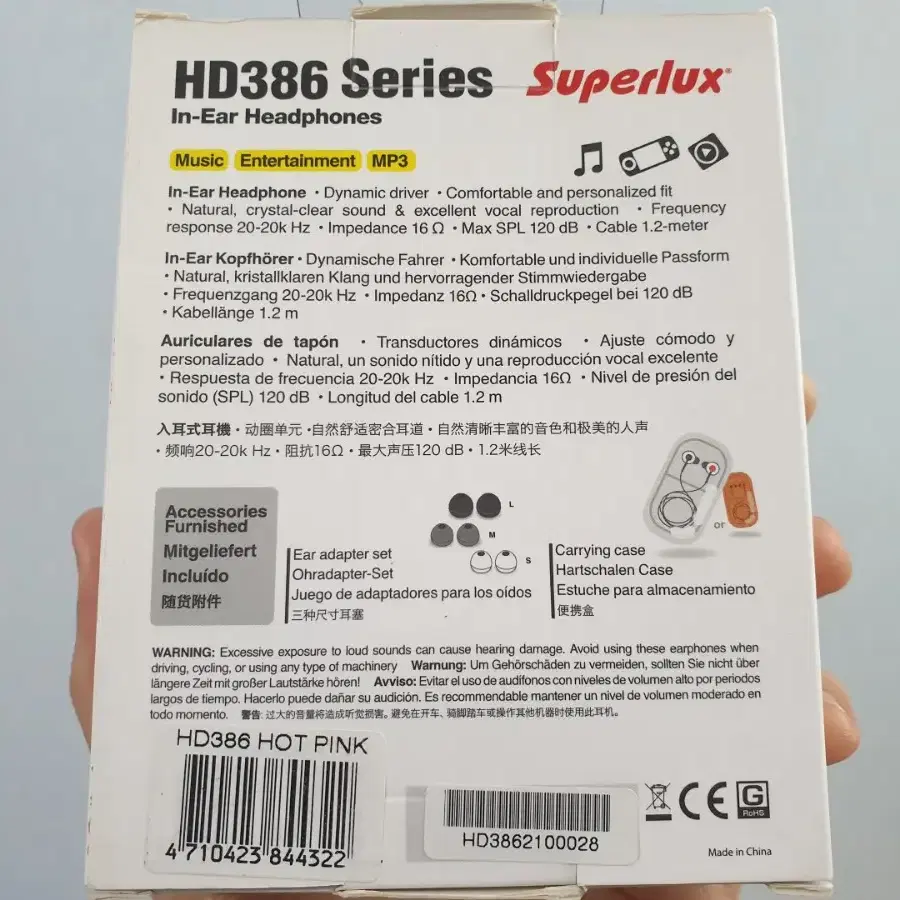 HD386 Series
Superlux®
In-Ear Headphones
Music Entertainment MP3
In-Ear Headphone · Dynamic driver · Comfortable and personalized fit
· Natural, crystal-clear sound & excellent vocal reproduction · Frequency
response 20-20k Hz · Impedance 16 Ω · Max SPL 120 dB · Cable 1.2-meter
In-Ear Kopfhörer · Dynamische Fahrer · Komfortable und individuelle Passform
· Natural, kristallklaren Klang und hervorragender Stimmwiedergabe
· Frequenzgang 20-20k Hz · Impedanz 16Ω · Schalldruckpegel bei 120 dB
· Kabellänge 1.2 m
Auriculares de tapón · Transductores dinámicos · Ajuste cómodo y
personalizado · Natural, un sonido nítido y una reproducción vocal excelente
· Respuesta de frecuencia 20-20k Hz · Impedancia 16Ω · Nivel de presión del
sonido (SPL) 120 dB · Longitud del cable 1.2 m
入耳式耳機 · 动圈单元 · 自然舒适密合耳道 · 自然清晰丰富的音色和极美的人声
· 频响20-20k Hz · 阻抗16Ω · 最大声压120 dB · 1.2米线长
Accessories
Furnished
Mitgeliefert
Incluído
随货附件
L
M
S
Ear adapter set
Ohradapter-Set
Juego de adaptadores para los oídos
三种尺寸耳塞
or
Carrying case
Hartschalen Case
Estuche para almacenamiento
便携盒
WARNING: Excessive exposure to loud sounds can cause hearing damage. Avoid using these earphones when
driving, cycling, or using any type of machinery Warnung: Um Gehörschäden zu vermeiden, sollten Sie nicht über
längere Zeit mit großer Lautstärke hören! Avviso: Evitar el uso de audífonos con niveles de volumen alto por periodos
largos de tiempo. Hacerlo puede dañar su audición. Es recomendable mantener un nivel de volumen moderado en
todo momento. 警告: 过大的音量将造成听觉损害。避免在开车、骑脚踏车或操作其他机器时使用此耳机。
HD386 HOT PINK
4 710423 844322
HD3862100028
CE
G
RoHS
Made in China